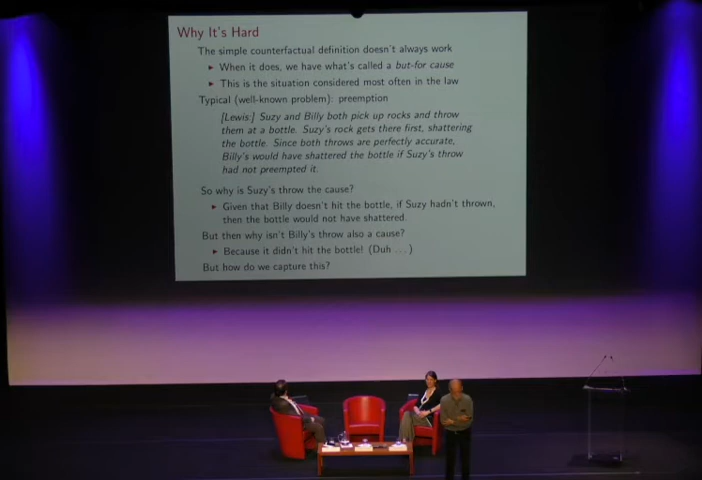 Why It's Hard
The simple counterfactual definition doesn't always work
► When it does, we have what's called a but-for cause
► This is the situation considered most often in the law
Typical (well-known problem): preemption
[Lewis:] Suzy and Billy both pick up rocks and throw
them at a bottle. Suzy's rock gets there first, shattering
the bottle. Since both throws are perfectly accurate,
Billy's would have shattered the bottle if Suzy's throw
had not preempted it.
So why is Suzy's throw the cause?
► Given that Billy doesn't hit the bottle, if Suzy hadn't thrown,
then the bottle would not have shattered.
But then why isn't Billy's throw also a cause?
► Because it didn't hit the bottle! (Duh ...)
But how do we capture this?